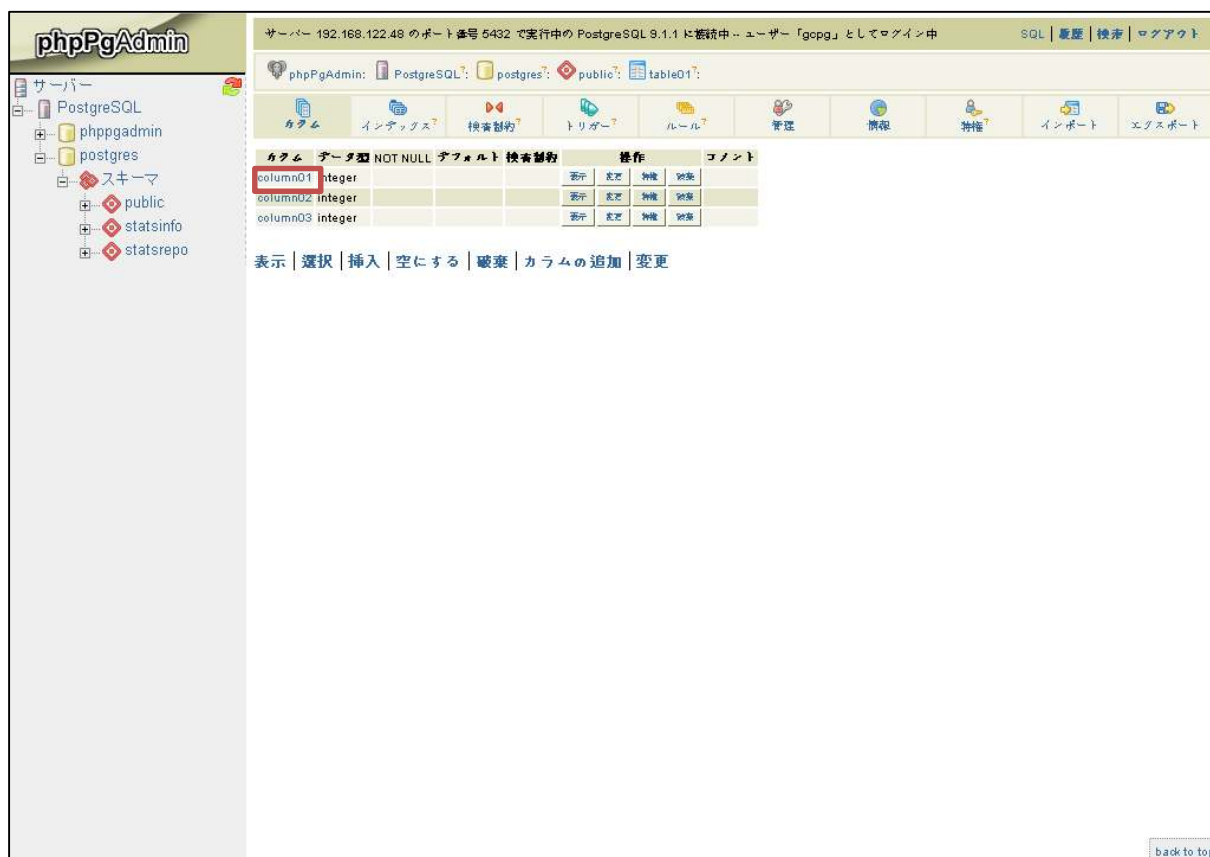 phpPgAdmin
サーバー 192.168.122.48 のポート番号 5432 で実行中の PostgreSQL 9.1.1 に接続中 -- ユーザー「gopg」としてログイン中
SQL | 履歴 | 検索 | ログアウト
phpPgAdmin: PostgreSQL?: postgres?: public?: table01?:
サーバー
PostgreSQL
phppgadmin
postgres
スキーマ
public
statsinfo
statsrepo
カラム インデックス? 検査制約? トリガー? ルール? 管理 情報 特権? インポート エクスポート
カラム データ型 NOT NULL デフォルト 検査制約 操作 コメント
column01 integer 表示 変更 特権 破棄
column02 integer 表示 変更 特権 破棄
column03 integer 表示 変更 特権 破棄
表示 | 選択 | 挿入 | 空にする | 破棄 | カラムの追加 | 変更
back to top